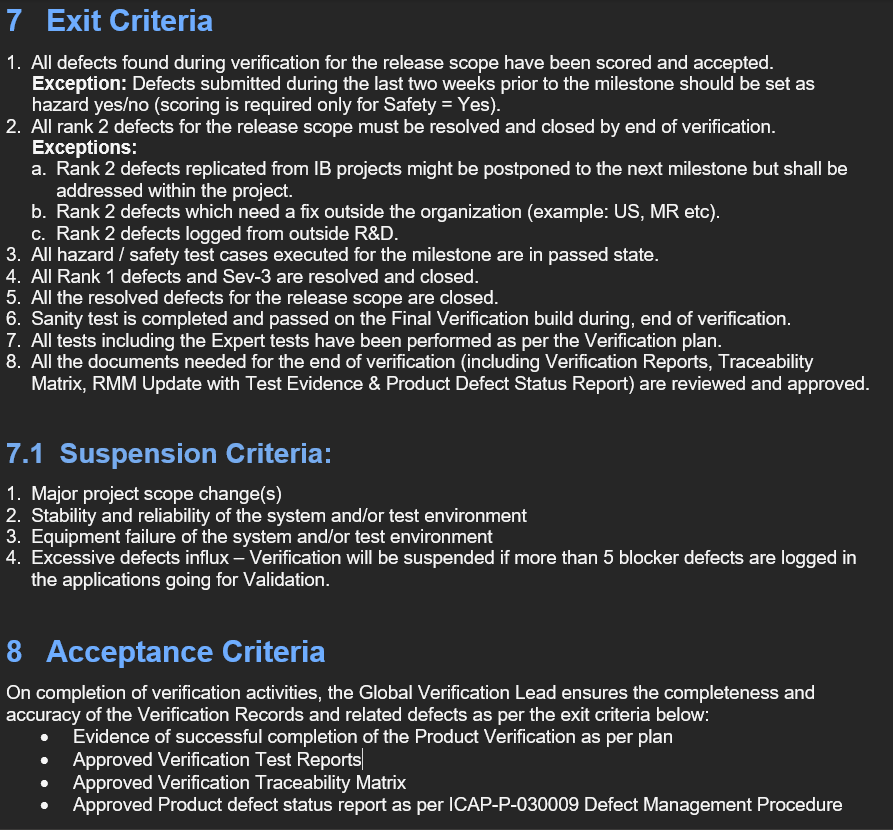 7 Exit Criteria
1. All defects found during verification for the release scope have been scored and accepted.
Exception: Defects submitted during the last two weeks prior to the milestone should be set as
hazard yes/no (scoring is required only for Safety = Yes).
2. All rank 2 defects for the release scope must be resolved and closed by end of verification.
Exceptions:
a. Rank 2 defects replicated from IB projects might be postponed to the next milestone but shall be
addressed within the project.
b. Rank 2 defects which need a fix outside the organization (example: US, MR etc).
c. Rank 2 defects logged from outside R&D.
3. All hazard / safety test cases executed for the milestone are in passed state.
4. All Rank 1 defects and Sev-3 are resolved and closed.
5. All the resolved defects for the release scope are closed.
6. Sanity test is completed and passed on the Final Verification build during, end of verification.
7. All tests including the Expert tests have been performed as per the Verification plan.
8. All the documents needed for the end of verification (including Verification Reports, Traceability
Matrix, RMM Update with Test Evidence & Product Defect Status Report) are reviewed and approved.
7.1 Suspension Criteria:
1. Major project scope change(s)
2. Stability and reliability of the system and/or test environment
3. Equipment failure of the system and/or test environment
4. Excessive defects influx – Verification will be suspended if more than 5 blocker defects are logged in
the applications going for Validation.
8 Acceptance Criteria
On completion of verification activities, the Global Verification Lead ensures the completeness and
accuracy of the Verification Records and related defects as per the exit criteria below:
• Evidence of successful completion of the Product Verification as per plan
• Approved Verification Test Reports
• Approved Verification Traceability Matrix
• Approved Product defect status report as per ICAP-P-030009 Defect Management Procedure